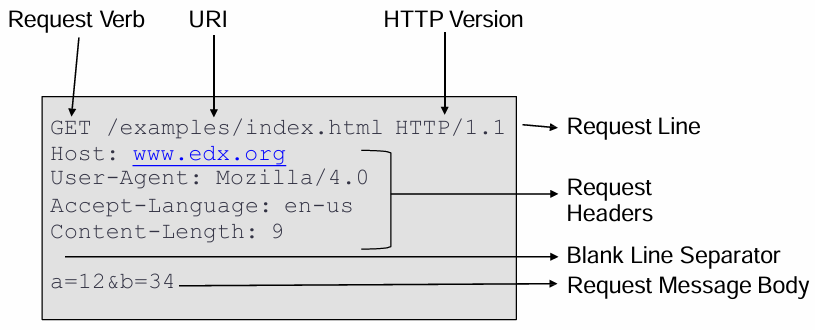 Request Verb URI HTTP Version
GET /examples/index.html HTTP/1.1 Request Line
Host: www.edx.org
User-Agent: Mozilla/4.0
Accept-Language: en-us
Content-Length: 9
Request
Headers
Blank Line Separator
a=12&b=34 Request Message Body